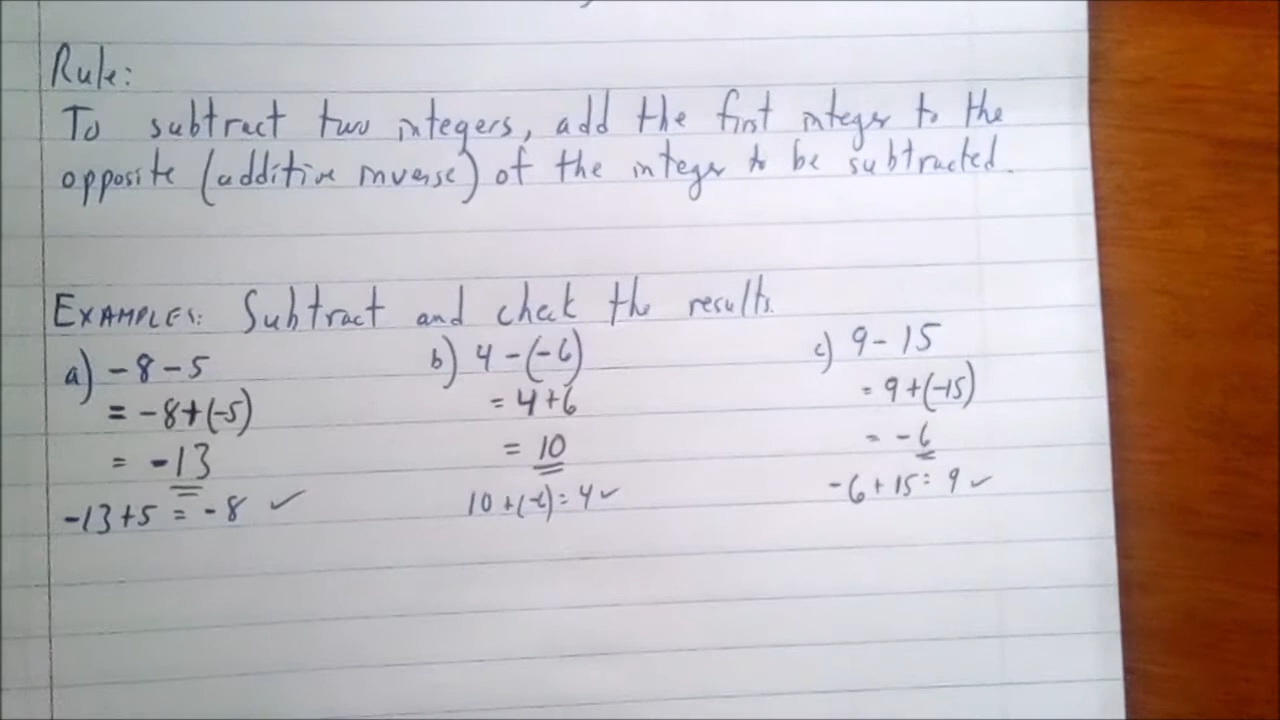 Rule:
To subtract two integers, add the first integer to the
opposite (additive inverse) of the integer to be subtracted.
EXAMPLES: Subtract and check the results.
a) -8-5
= -8+(-5)
= -13
-13+5 = -8 ✓
b) 4-(-6)
= 4+6
= 10
10+(-6)=4 ✓
c) 9-15
= 9+(-15)
= -6
-6+15=9 ✓